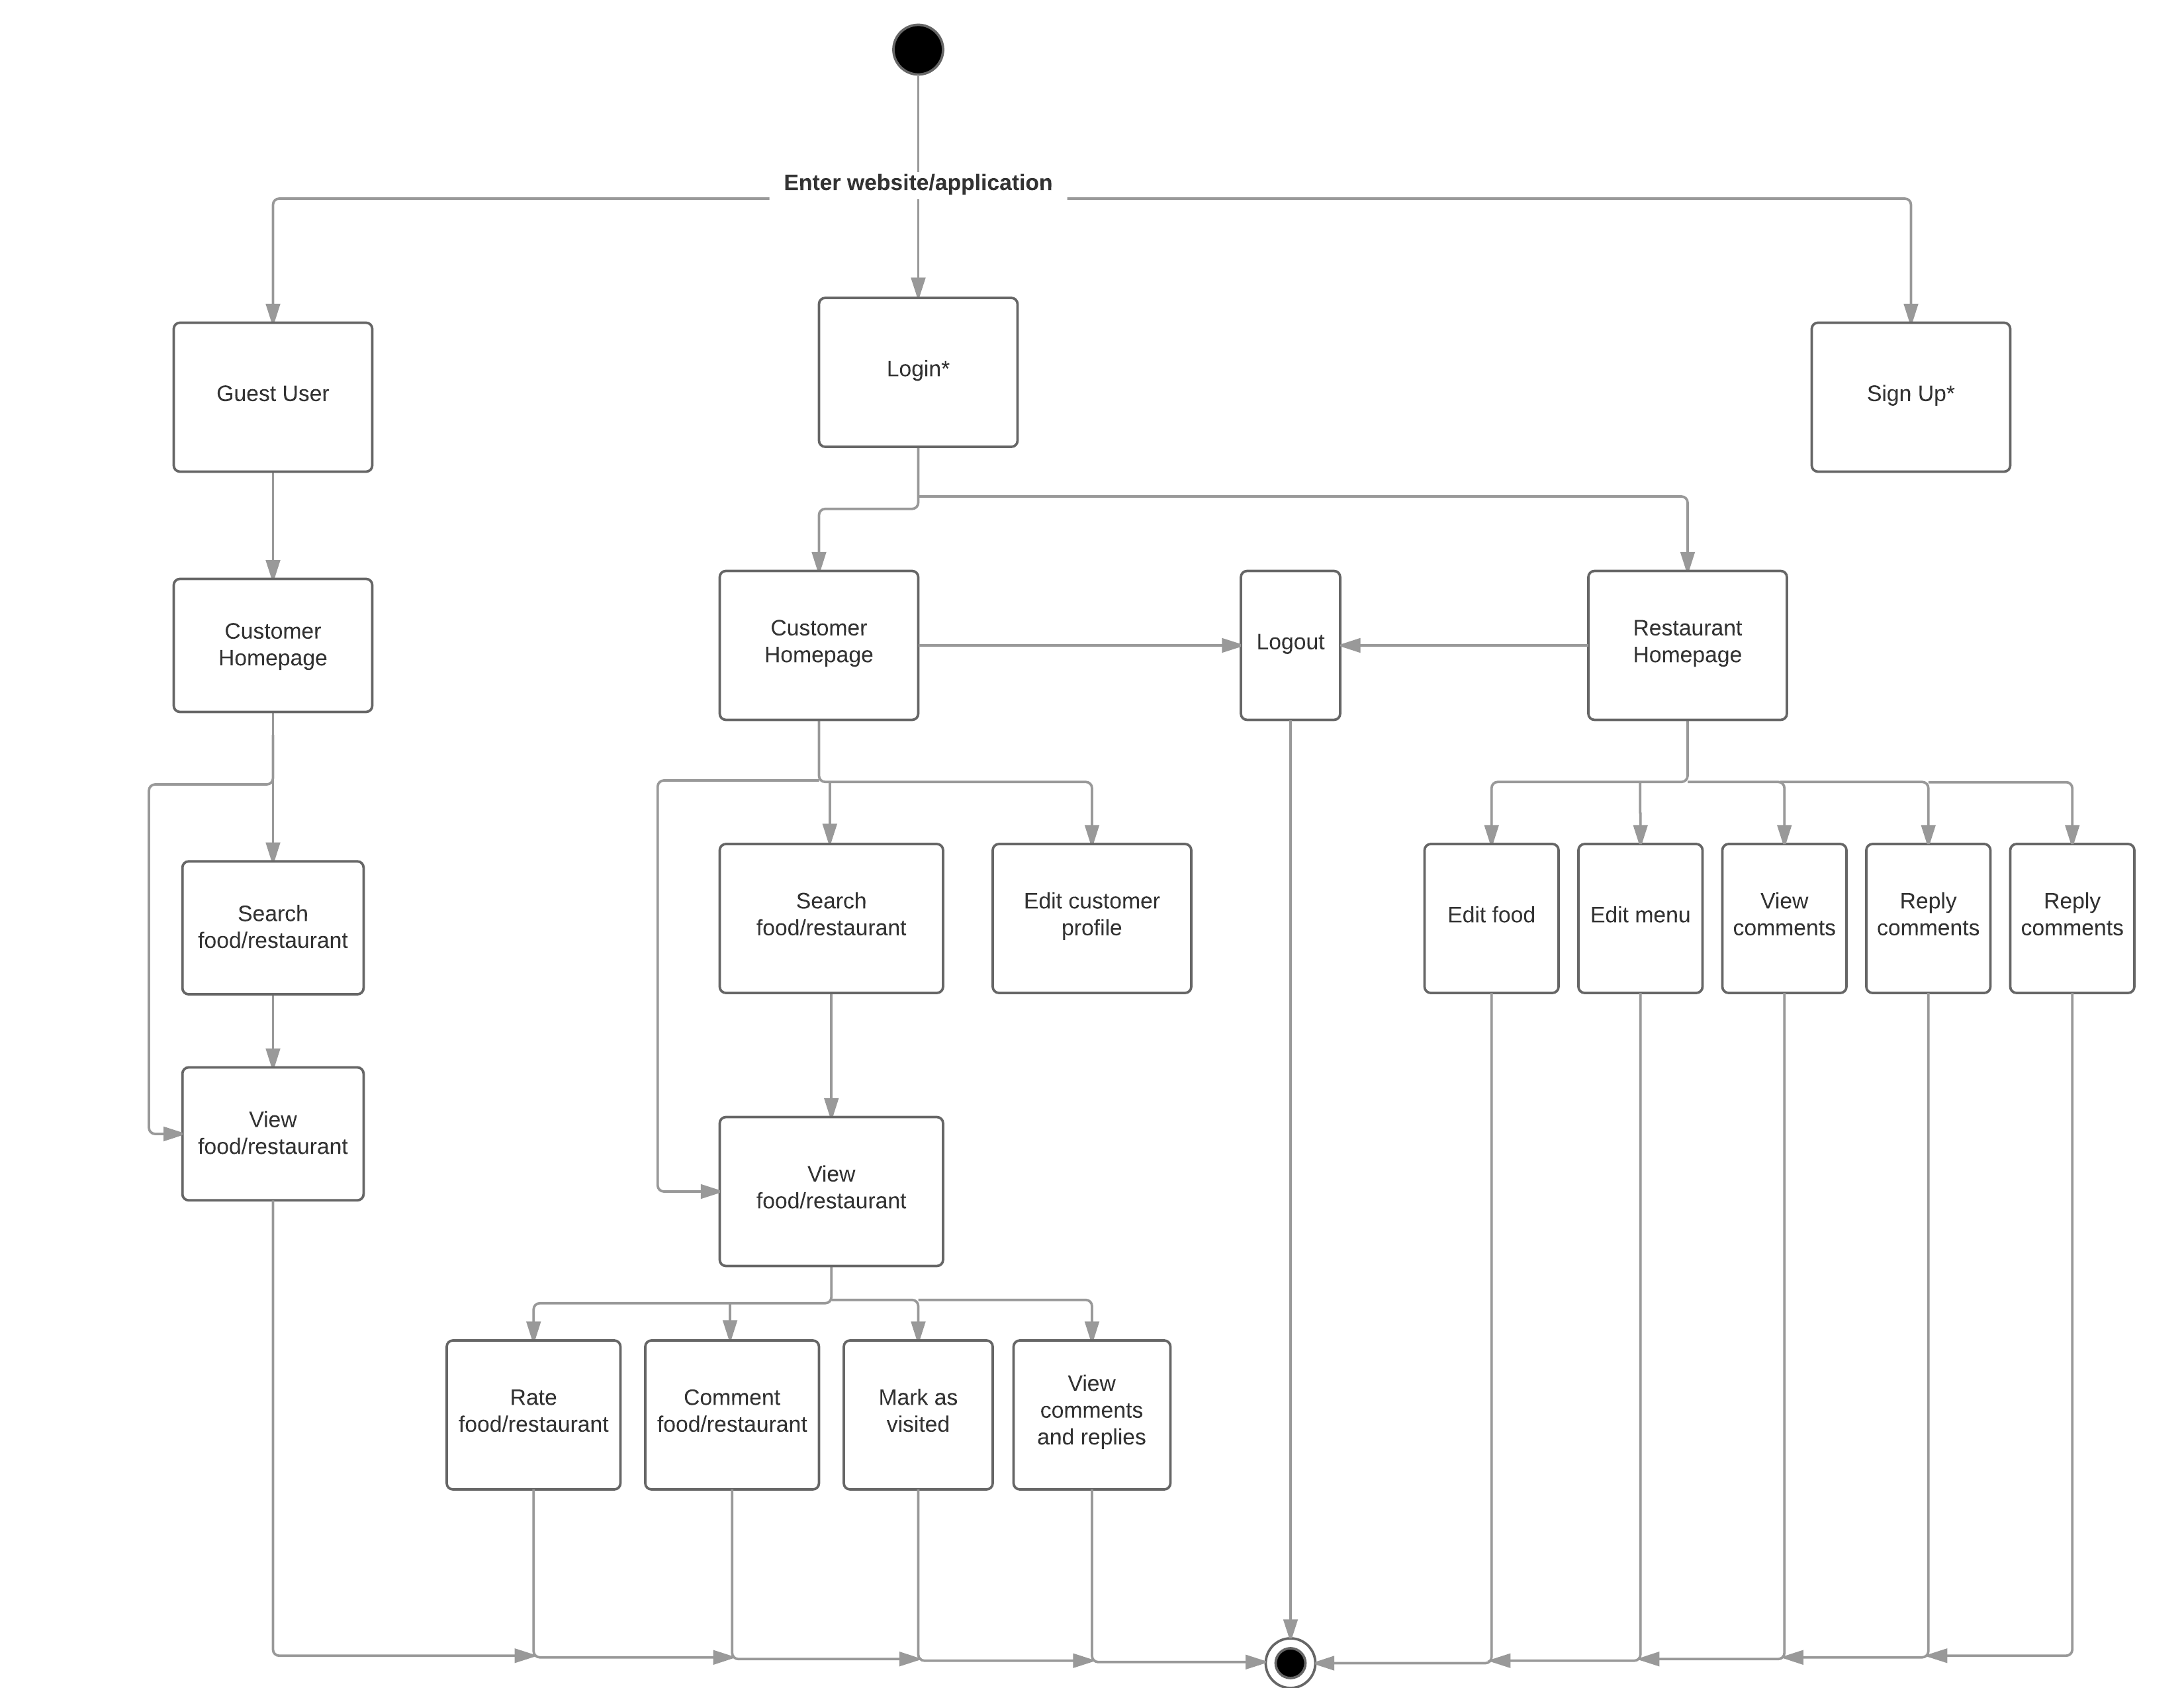 Enter website/application
Login*
Guest User
Sign Up*
Customer
Homepage
Customer
Homepage
Logout
Restaurant
Homepage
Search
food/restaurant
Search
food/restaurant
Edit customer
profile
Edit food
Edit menu
View
comments
Reply
comments
Reply
comments
View
food/restaurant
View
food/restaurant
Rate
food/restaurant
Comment
food/restaurant
Mark as
visited
View
comments
and replies